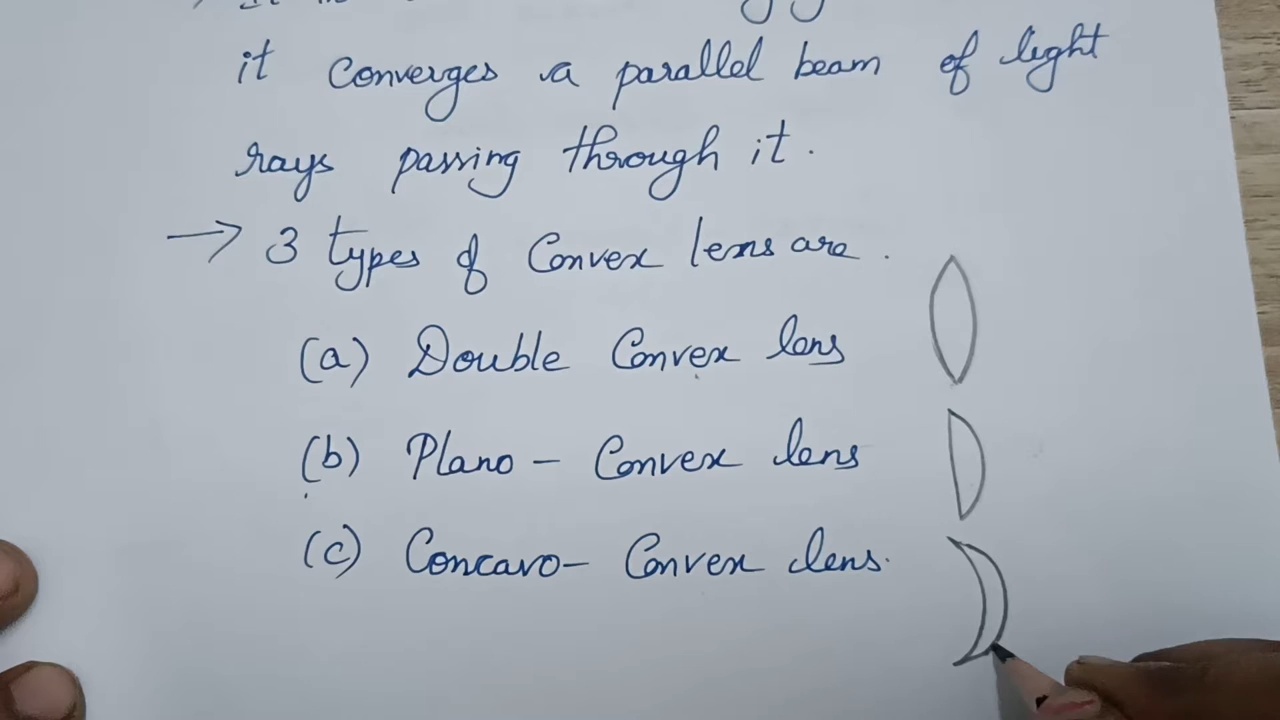 it converges a parallel beam of light
rays passing through it.
→ 3 types of Convex lens are.
(a) Double Convex lens
(b) Plano - Convex lens
(c) Concavo - Convex lens.